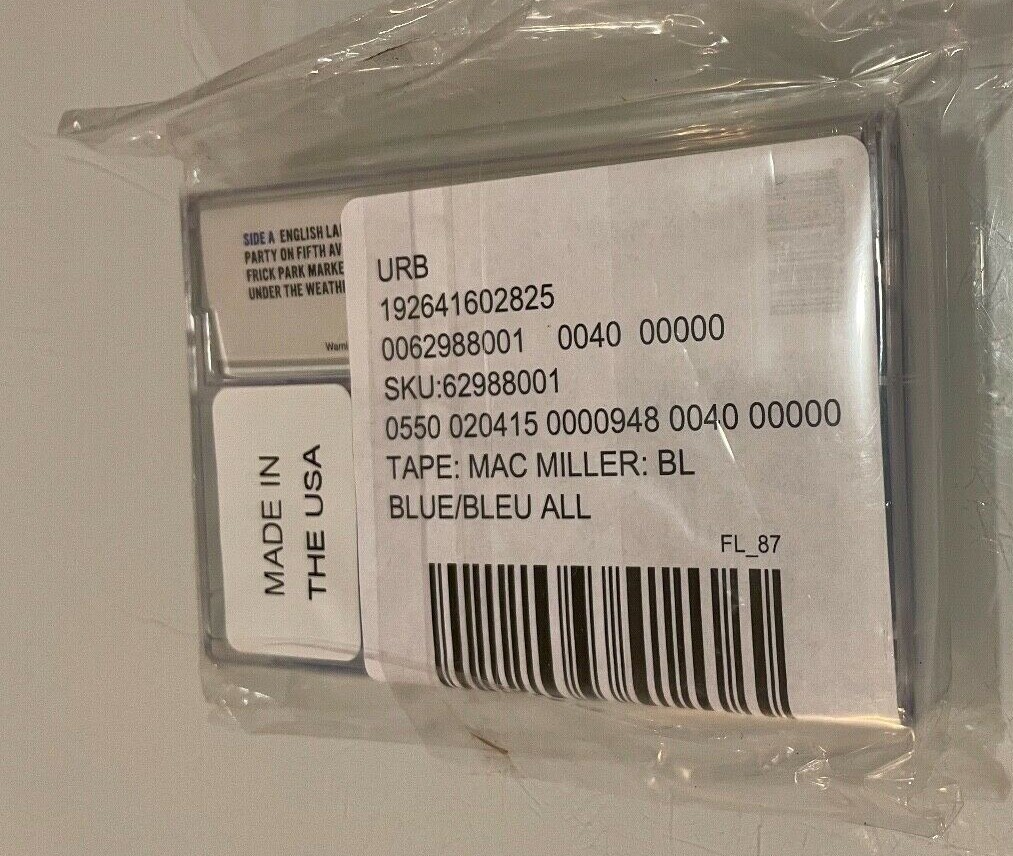 SIDE A ENGLISH LA
PARTY ON FIFTH AV
FRICK PARK MARKE
UNDER THE WEATH
Warni
MADE IN
THE USA
URB
192641602825
0062988001 0040 00000
SKU:62988001
0550 020415 0000948 0040 00000
TAPE: MAC MILLER: BL
BLUE/BLEU ALL
FL_87